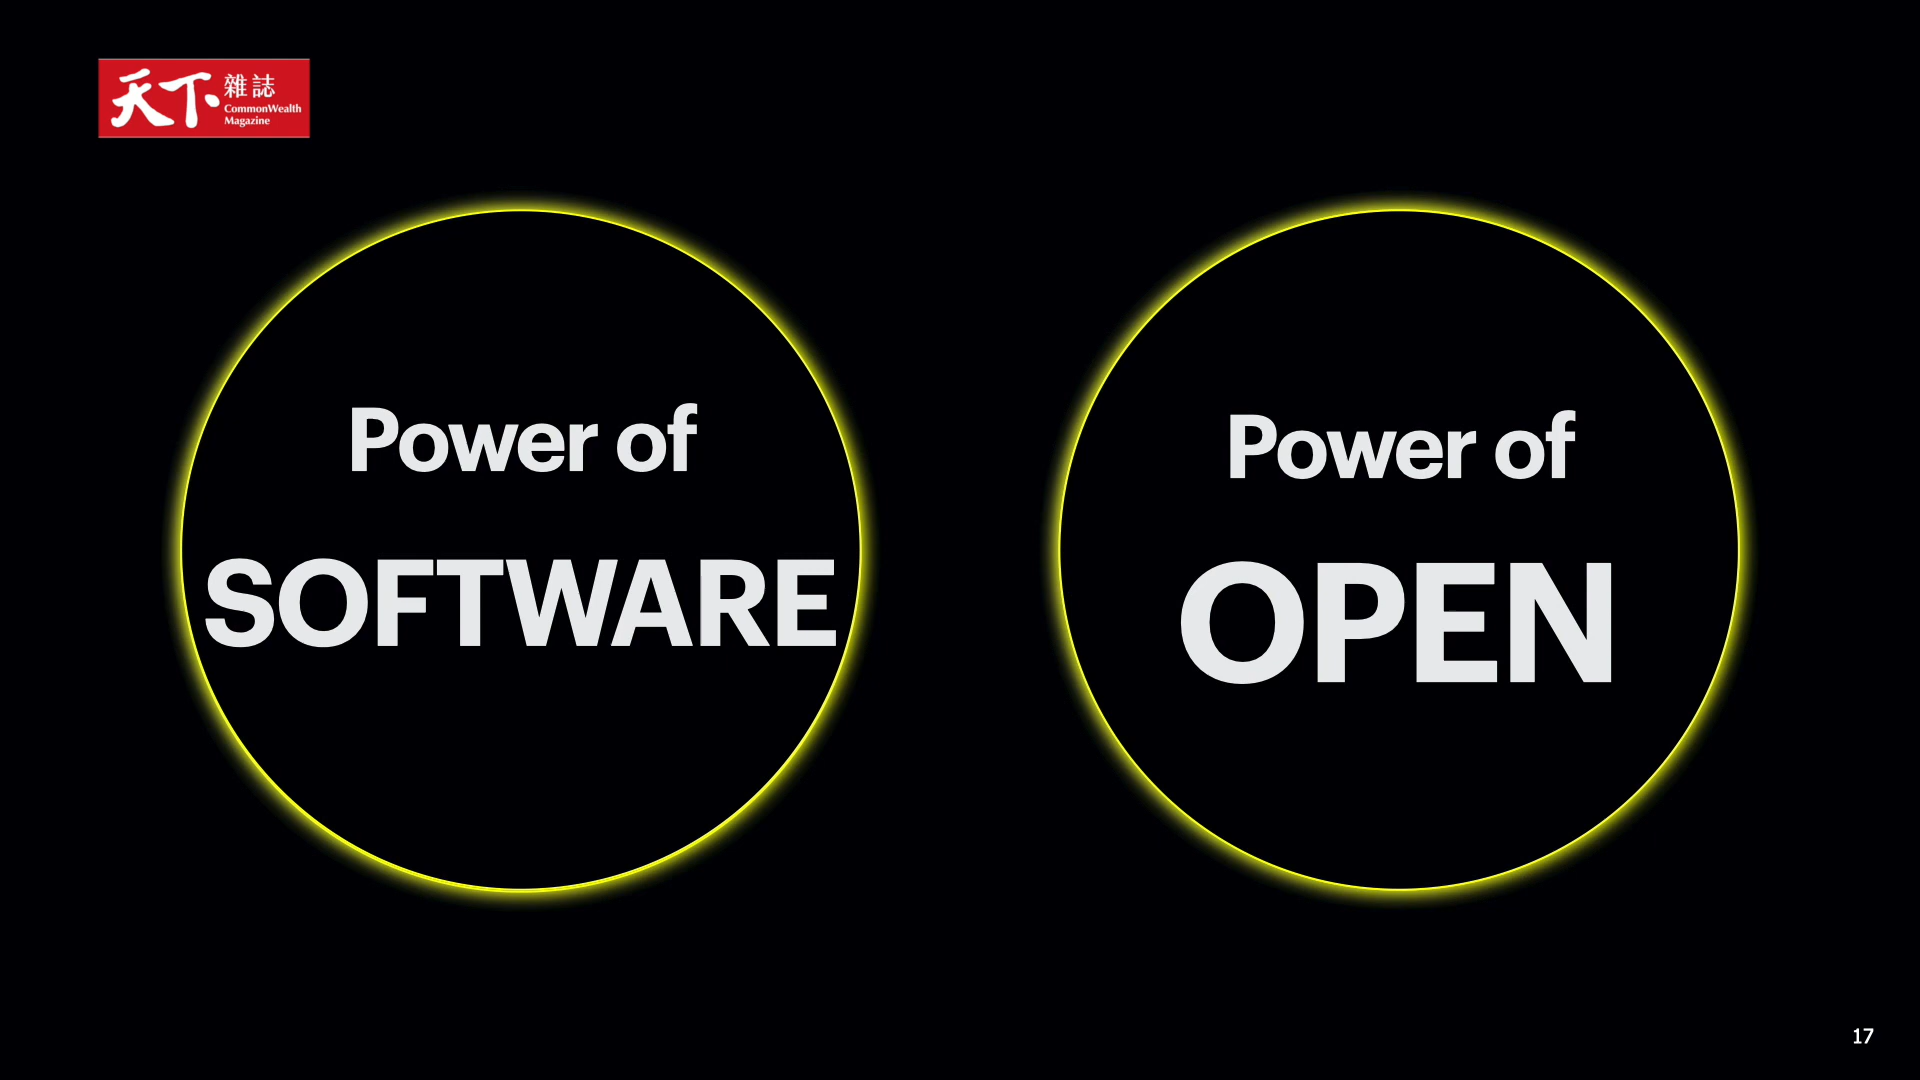 天下雜誌
CommonWealth
Magazine
Power of
SOFTWARE
Power of
OPEN
17